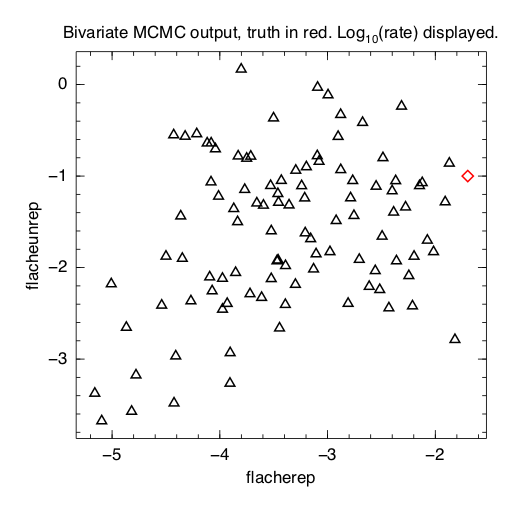 Bivariate MCMC output, truth in red. Log10(rate) displayed.
0
−1
−2
−3
flacheunrep
−5
−4
−3
−2
flacherep